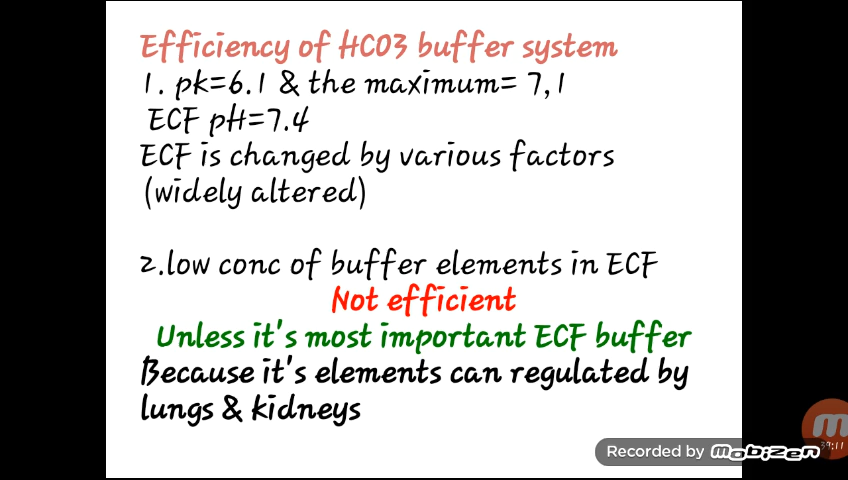 Efficiency of HCO3 buffer system
1. pk=6.1 & the maximum= 7,1
ECF pH=7.4
ECF is changed by various factors
(widely altered)
2.low conc of buffer elements in ECF
Not efficient
Unless it's most important ECF buffer
Because it's elements can regulated by
lungs & kidneys
Recorded by mobizen